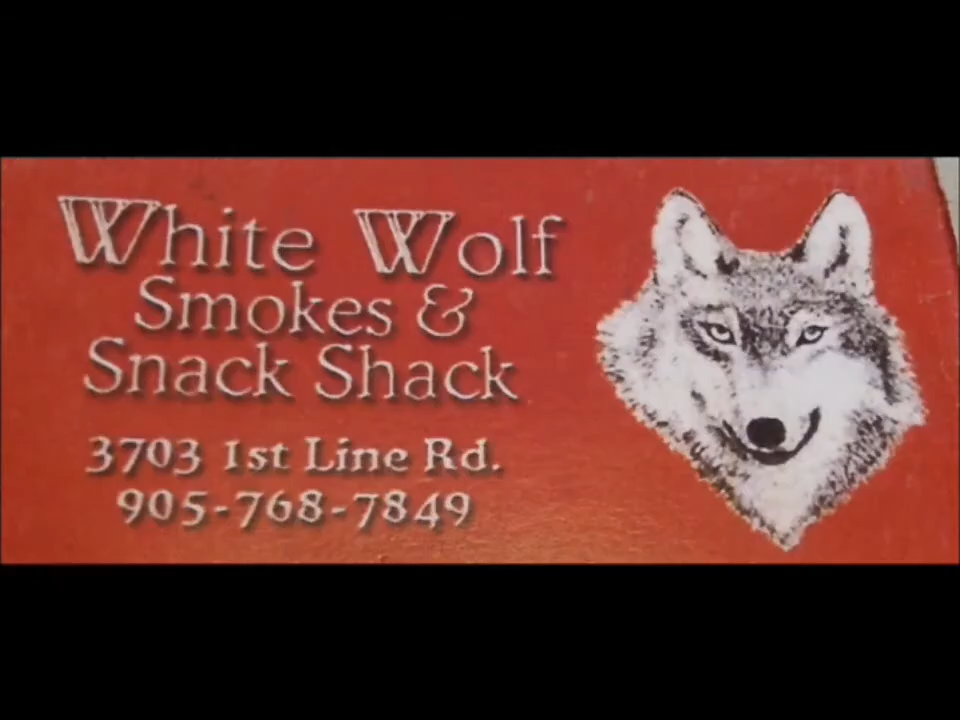 White Wolf
Smokes &
Snack Shack
3703 1st Line Rd.
905-768-7849